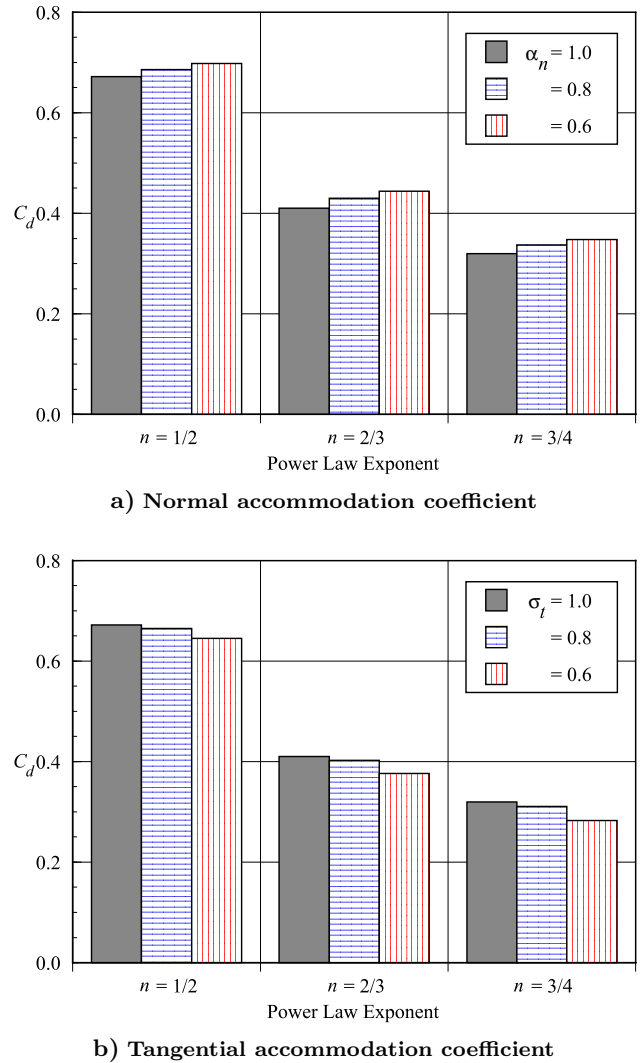 0.8
α_n = 1.0
= 0.8
0.6
= 0.6
C_d 0.4
0.2
0.0
n = 1/2 n = 2/3 n = 3/4
Power Law Exponent
a) Normal accommodation coefficient
0.8
σ_t = 1.0
= 0.8
0.6
= 0.6
C_d 0.4
0.2
0.0
n = 1/2 n = 2/3 n = 3/4
Power Law Exponent
b) Tangential accommodation coefficient